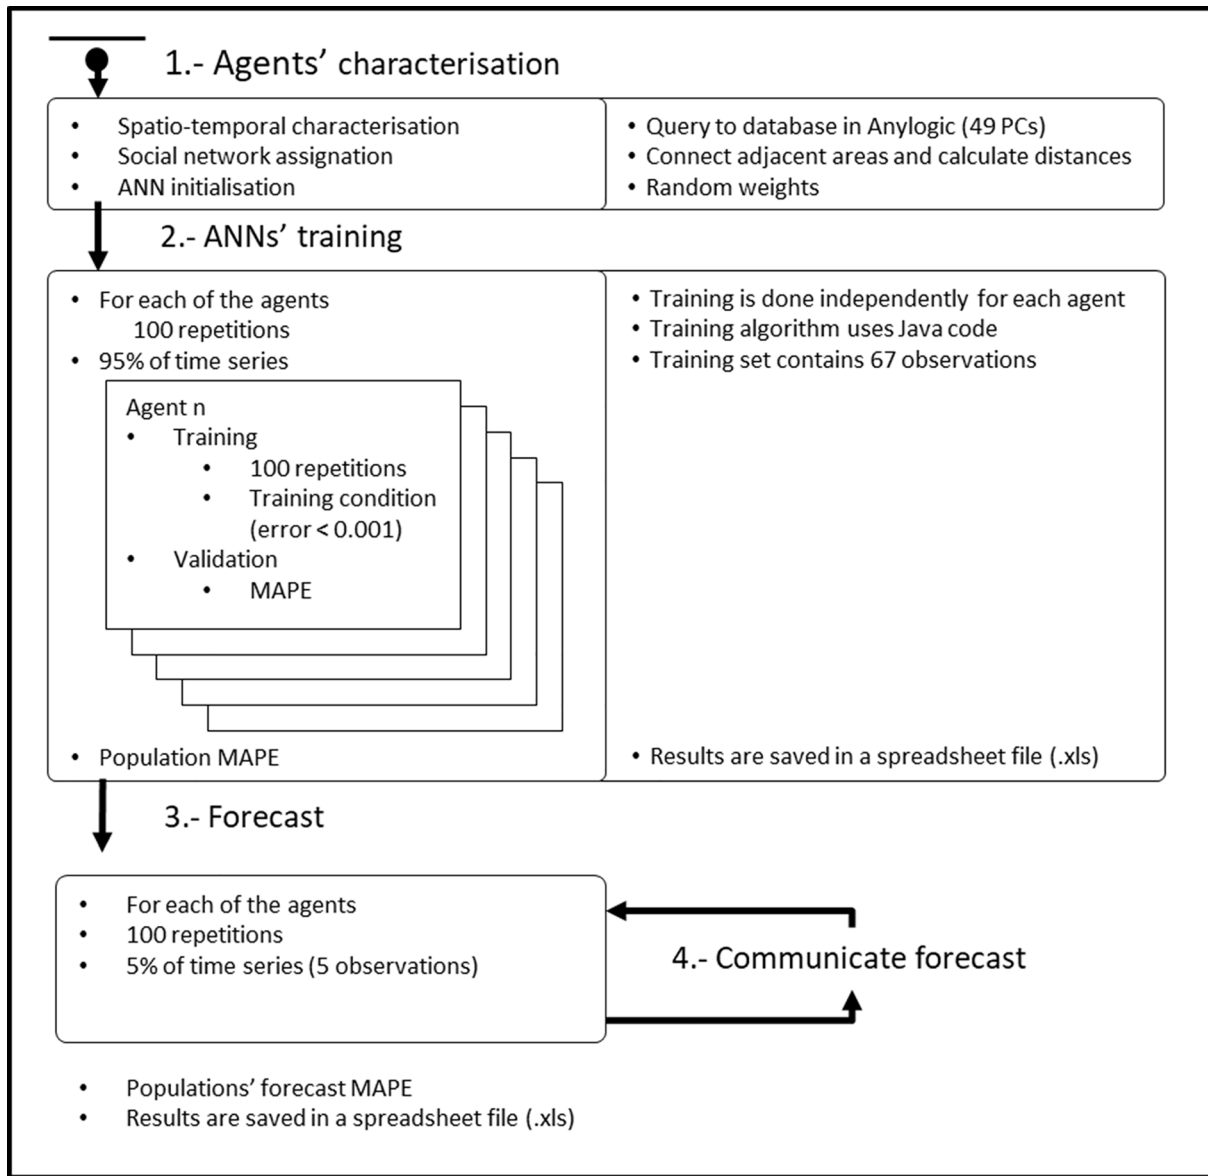 1.- Agents’ characterisation
• Spatio-temporal characterisation
• Social network assignation
• ANN initialisation
• Query to database in Anylogic (49 PCs)
• Connect adjacent areas and calculate distances
• Random weights
2.- ANNs’ training
• For each of the agents
100 repetitions
• 95% of time series
• Training is done independently for each agent
• Training algorithm uses Java code
• Training set contains 67 observations
Agent n
• Training
• 100 repetitions
• Training condition
(error < 0.001)
• Validation
• MAPE
• Population MAPE
• Results are saved in a spreadsheet file (.xls)
3.- Forecast
• For each of the agents
• 100 repetitions
• 5% of time series (5 observations)
4.- Communicate forecast
• Populations’ forecast MAPE
• Results are saved in a spreadsheet file (.xls)